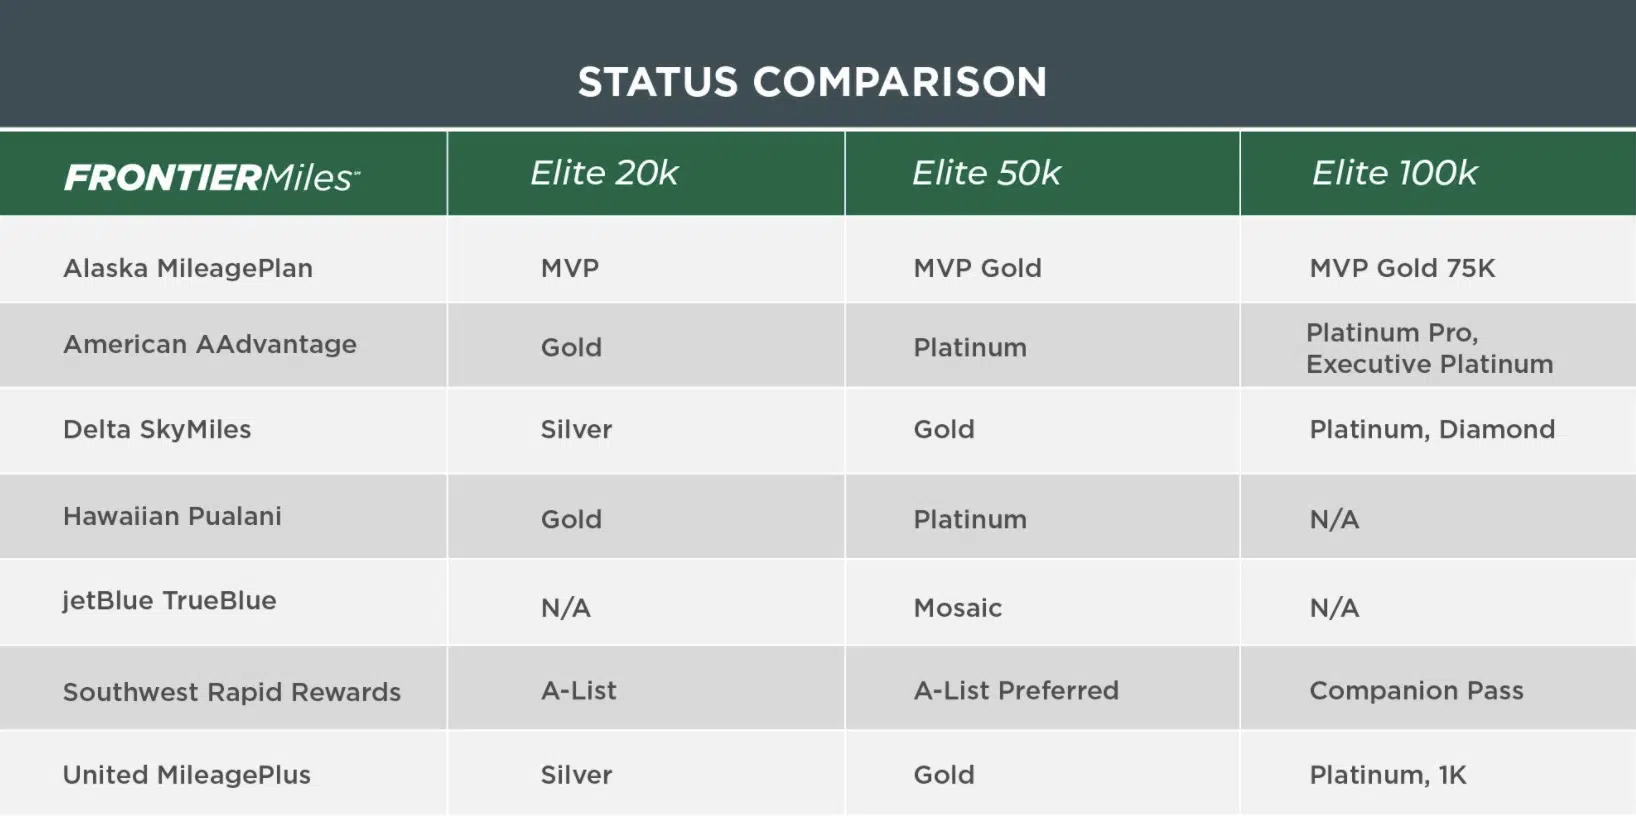 STATUS COMPARISON
FRONTIERMiles℠ Elite 20k Elite 50k Elite 100k
Alaska MileagePlan MVP MVP Gold MVP Gold 75K
American AAdvantage Gold Platinum Platinum Pro,
Executive Platinum
Delta SkyMiles Silver Gold Platinum, Diamond
Hawaiian Pualani Gold Platinum N/A
jetBlue TrueBlue N/A Mosaic N/A
Southwest Rapid Rewards A-List A-List Preferred Companion Pass
United MileagePlus Silver Gold Platinum, 1K